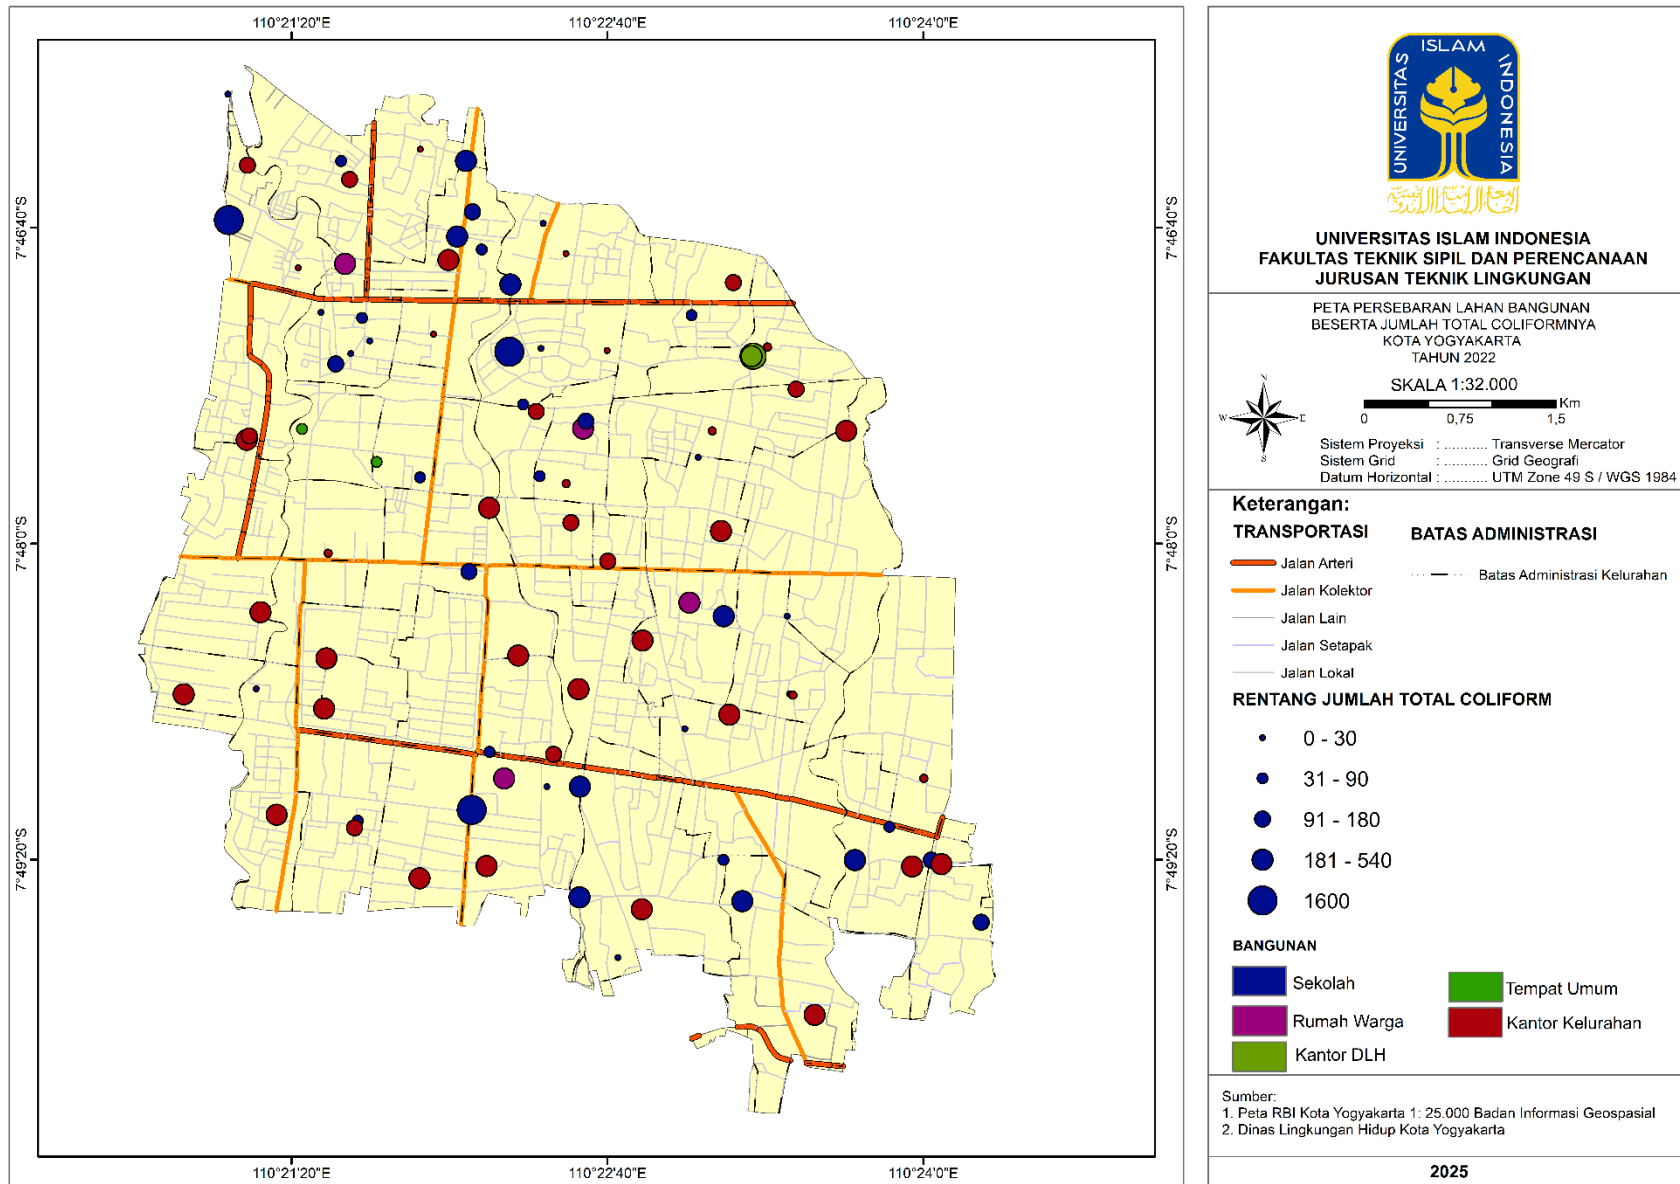 110°21'20"E
110°22'40"E
110°24'0"E
7°46'40"S
7°46'40"S
7°48'0"S
7°48'0"S
7°49'20"S
7°49'20"S
110°21'20"E
110°22'40"E
110°24'0"E
UNIVERSITAS ISLAM INDONESIA
UNIVERSITAS ISLAM INDONESIA
FAKULTAS TEKNIK SIPIL DAN PERENCANAAN
JURUSAN TEKNIK LINGKUNGAN
PETA PERSEBARAN LAHAN BANGUNAN
BESERTA JUMLAH TOTAL COLIFORMNYA
KOTA YOGYAKARTA
TAHUN 2022
SKALA 1:32.000
N
W
E
S
Km
0 0,75 1,5
Sistem Proyeksi : .......... Transverse Mercator
Sistem Grid : .......... Grid Geografi
Datum Horizontal : .......... UTM Zone 49 S / WGS 1984
Keterangan:
TRANSPORTASI
Jalan Arteri
Jalan Kolektor
Jalan Lain
Jalan Setapak
Jalan Lokal
BATAS ADMINISTRASI
Batas Administrasi Kelurahan
RENTANG JUMLAH TOTAL COLIFORM
0 - 30
31 - 90
91 - 180
181 - 540
1600
BANGUNAN
Sekolah
Rumah Warga
Kantor DLH
Tempat Umum
Kantor Kelurahan
Sumber:
1. Peta RBI Kota Yogyakarta 1: 25.000 Badan Informasi Geospasial
2. Dinas Lingkungan Hidup Kota Yogyakarta
2025